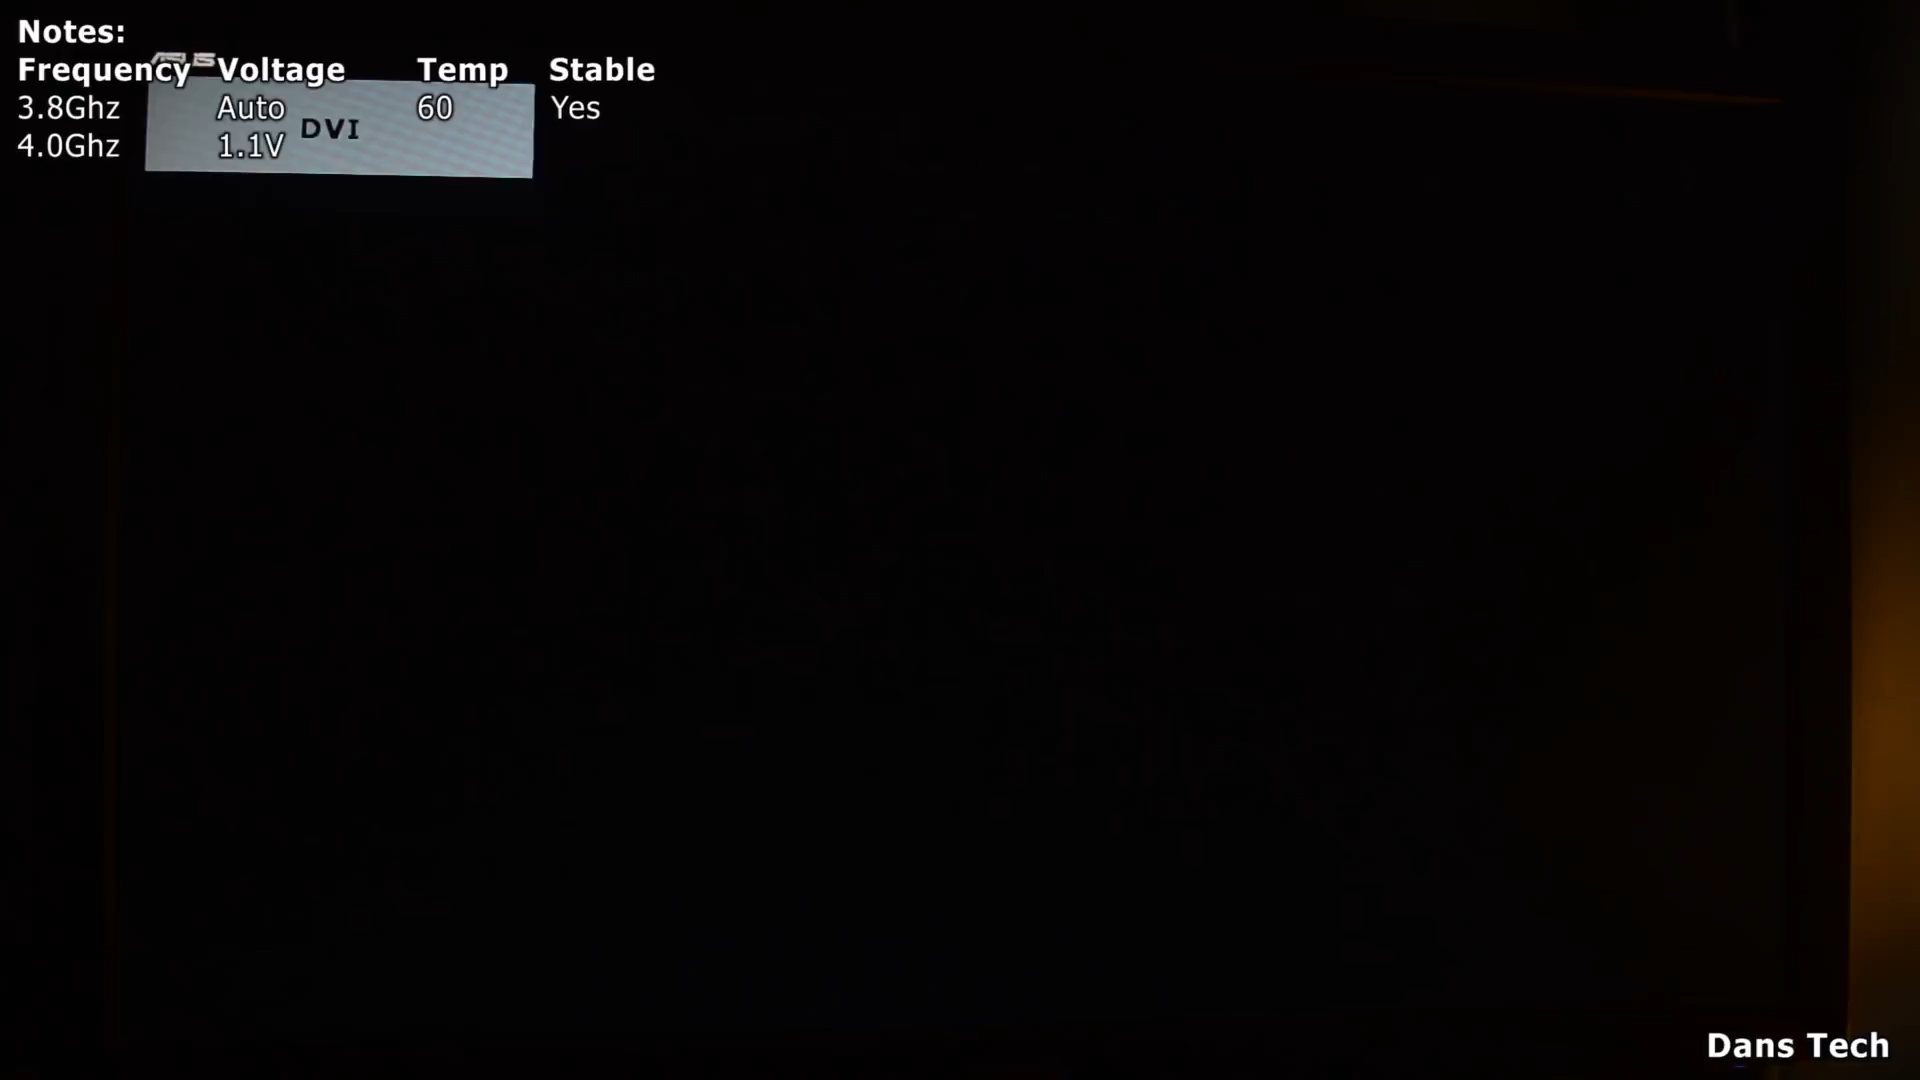 Notes:
Frequency Voltage Temp Stable
3.8Ghz Auto 60 Yes
4.0Ghz 1.1V
DVI
Dans Tech